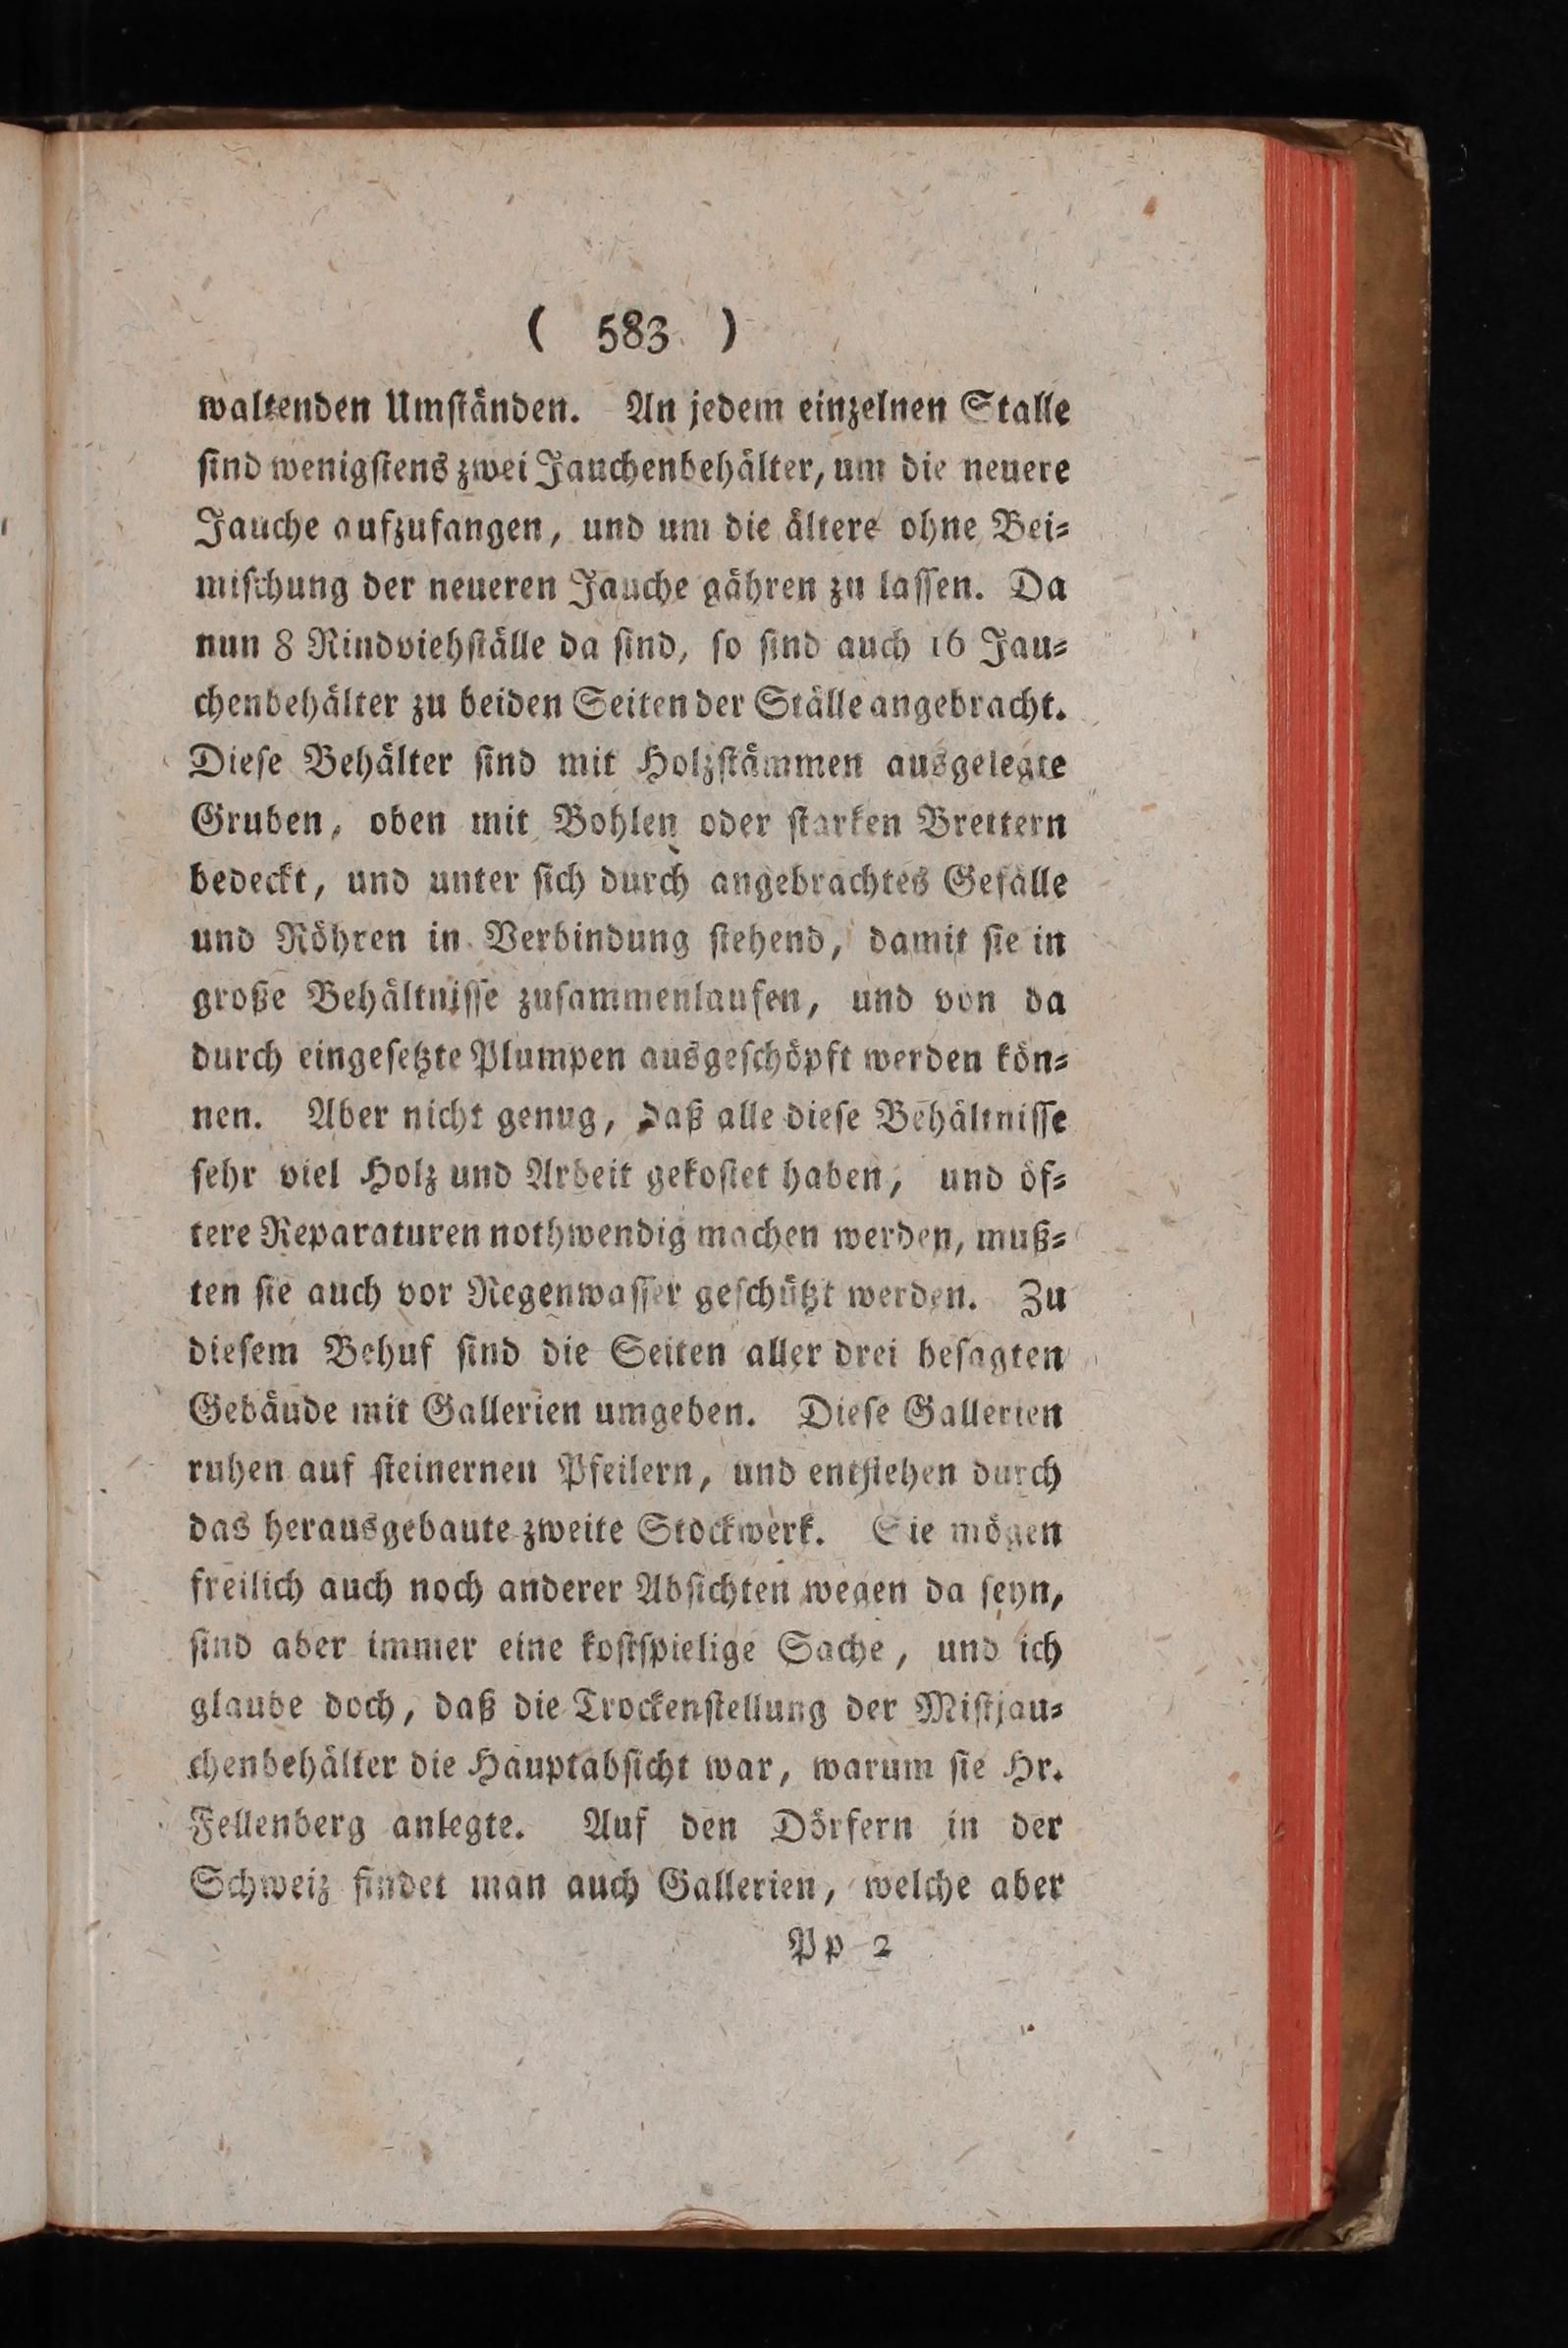 ( 583 )
waltenden Umſtänden. An jedem einzelnen Stalle
ſind wenigſtens zwei Jauchenbehälter, um die neuere
Jauche aufzufangen, und um die ältere ohne Bei⸗
miſchung der neueren Jauche gähren zu laſſen. Da
nun 8 Rindviehſtälle da ſind, ſo ſind auch 16 Jau⸗
chenbehälter zu beiden Seiten der Ställe angebracht.
Dieſe Behälter ſind mit Holzſtämmen ausgelegte
Gruben, oben mit Bohlen oder ſtarken Brettern
bedeckt, und unter ſich durch angebrachtes Gefälle
und Röhren in Verbindung ſtehend, damit ſie in
große Behältniſſe zuſammenlaufen, und von da
durch eingeſetzte Plumpen ausgeſchöpft werden kön⸗
nen. Aber nicht genug, daß alle dieſe Behältniſſe
ſehr viel Holz und Arbeit gekoſtet haben, und öf⸗
tere Reparaturen nothwendig machen werden, muß⸗
ten ſie auch vor Regenwaſſer geſchützt werden. Zu
dieſem Behuf ſind die Seiten aller drei beſagten
Gebäude mit Gallerien umgeben. Dieſe Gallerien
ruhen auf ſteinernen Pfeilern, und entſtehen durch
das herausgebaute zweite Stockwerk. Sie mögen
freilich auch noch anderer Abſichten wegen da ſeyn,
ſind aber immer eine koſtſpielige Sache, und ich
glaube doch, daß die Trockenſtellung der Miſtjau⸗
chenbehälter die Hauptabſicht war, warum ſie Hr.
Fellenberg anlegte. Auf den Dörfern in der
Schweiz findet man auch Gallerien, welche aber
Pp 2